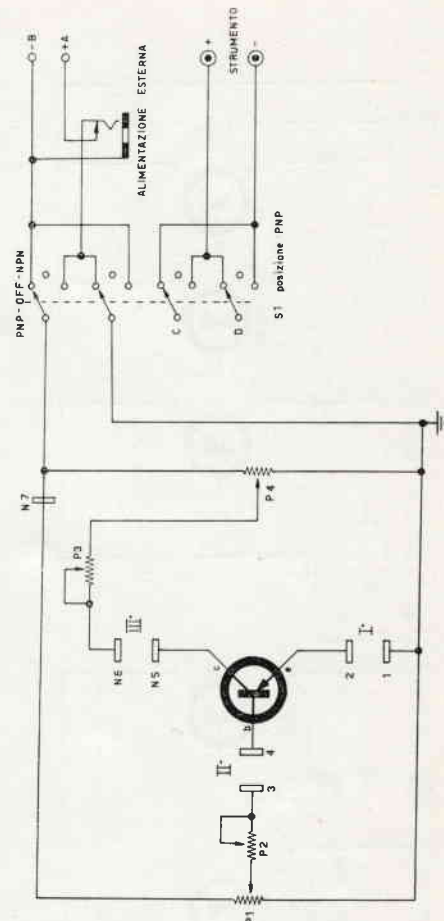 -B
+A
ALIMENTAZIONE ESTERNA
+
STRUMENTO
-
PNP-OFF-NPN
C
D
S1 posizione PNP
N7
P3
P4
N6
III°
N5
c
b
e
I°
2
1
II°
4
3
P2
P1